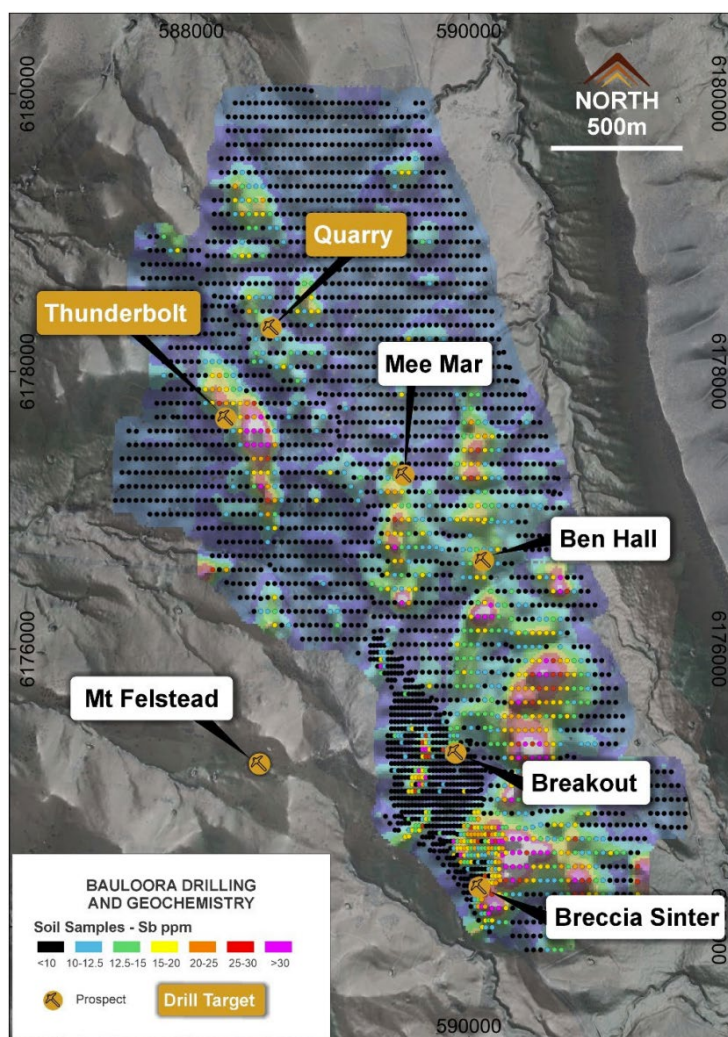 588000
590000
6180000
6180000
NORTH
500m
Quarry
Thunderbolt
Mee Mar
6178000
6178000
Ben Hall
6176000
6176000
Mt Felstead
Breakout
Breccia Sinter
BAULOORA DRILLING
AND GEOCHEMISTRY
Soil Samples - Sb ppm
<10 10-12.5 12.5-15 15-20 20-25 25-30 >30
Prospect
Drill Target
590000